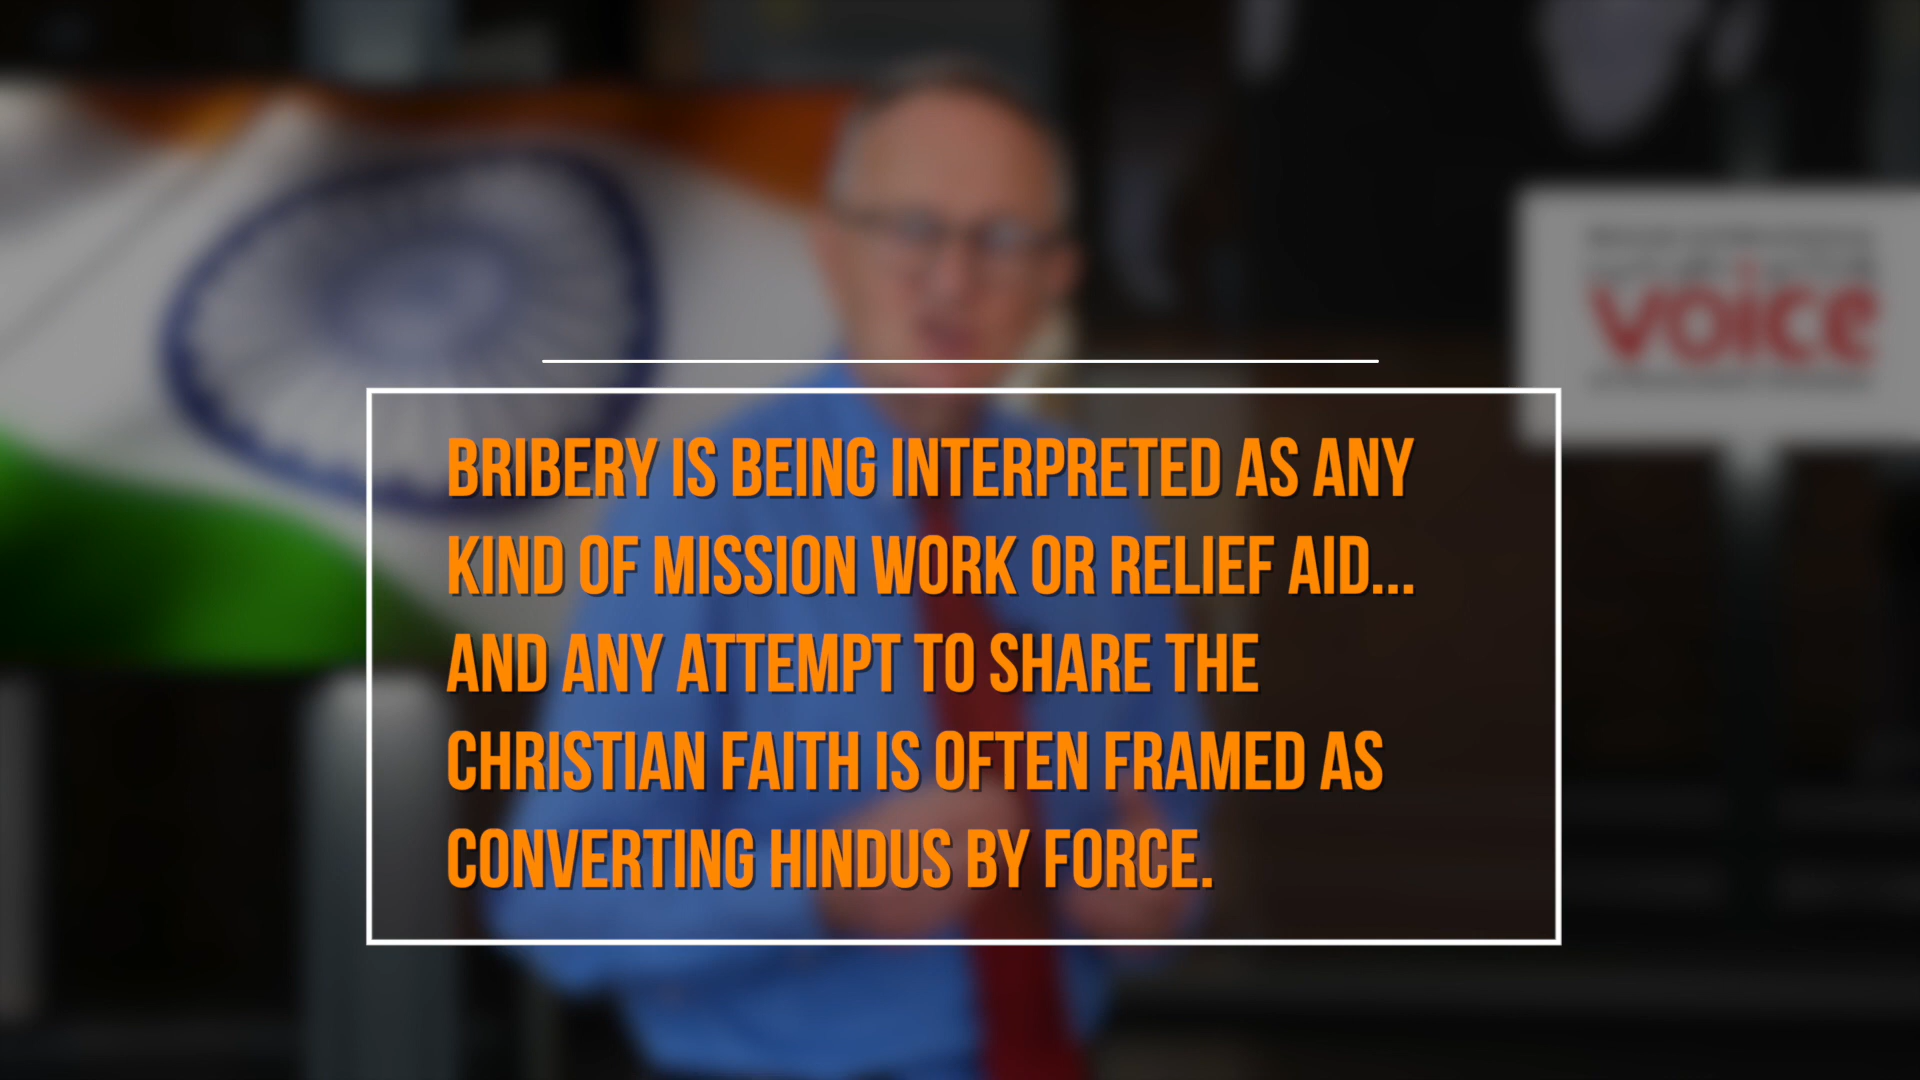 BRIBERY IS BEING INTERPRETED AS ANY
KIND OF MISSION WORK OR RELIEF AID...
AND ANY ATTEMPT TO SHARE THE
CHRISTIAN FAITH IS OFTEN FRAMED AS
CONVERTING HINDUS BY FORCE.
voice